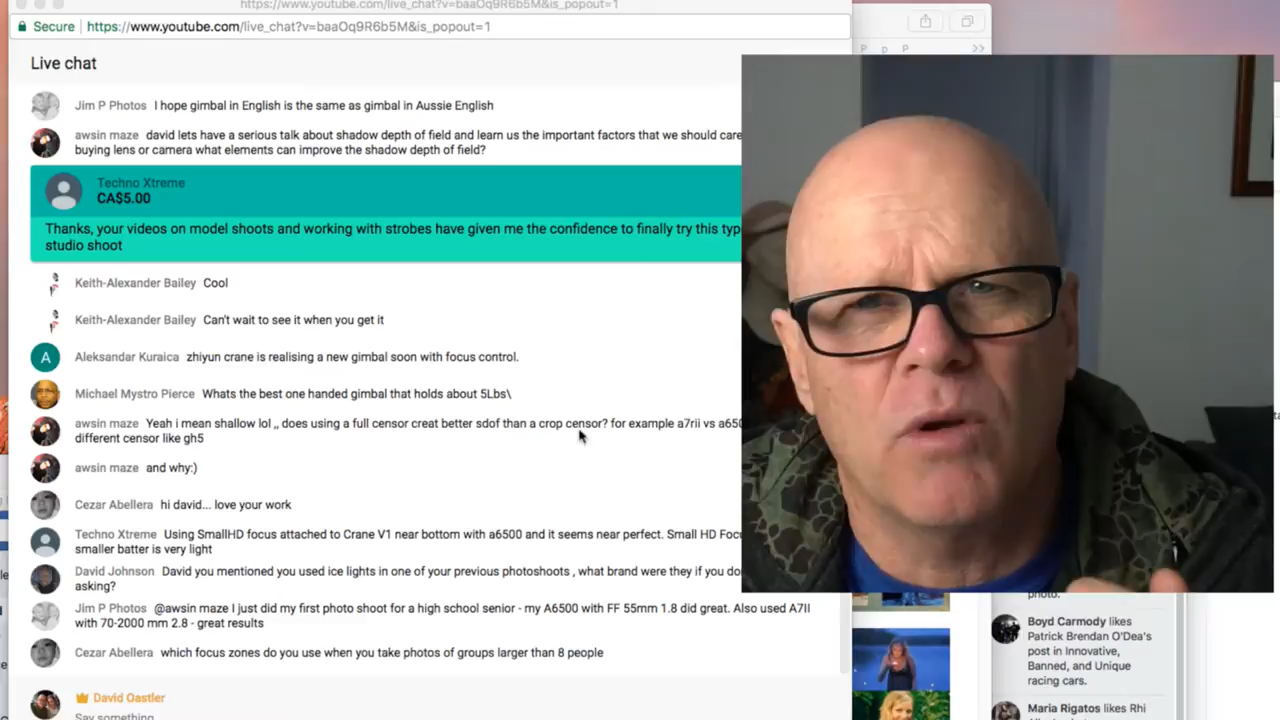 https://www.youtube.com/live_chat?v=baaOq9R6b5M&is_popout=1
Secure
https://www.youtube.com/live_chat?v=baaOq9R6b5M&is_popout=1
P p P
Live chat
Jim P Photos I hope gimbal in English is the same as gimbal in Aussie English
awsin maze david lets have a serious talk about shadow depth of field and learn us the important factors that we should care
buying lens or camera what elements can improve the shadow depth of field?
Techno Xtreme
CA$5.00
Thanks, your videos on model shoots and working with strobes have given me the confidence to finally try this typ
studio shoot
Keith-Alexander Bailey Cool
Keith-Alexander Bailey Can't wait to see it when you get it
A
Aleksandar Kuraica zhiyun crane is realising a new gimbal soon with focus control.
Michael Mystro Pierce Whats the best one handed gimbal that holds about 5Lbs\
awsin maze Yeah i mean shallow lol ,, does using a full censor creat better sdof than a crop censor? for example a7rii vs a650
different censor like gh5
awsin maze and why:)
Cezar Abellera hi david... love your work
Techno Xtreme Using SmallHD focus attached to Crane V1 near bottom with a6500 and it seems near perfect. Small HD Foc
smaller batter is very light
David Johnson David you mentioned you used ice lights in one of your previous photoshoots , what brand were they if you do
asking?
Jim P Photos @awsin maze I just did my first photo shoot for a high school senior - my A6500 with FF 55mm 1.8 did great. Also used A7II
with 70-2000 mm 2.8 - great results
Cezar Abellera which focus zones do you use when you take photos of groups larger than 8 people
David Oastler
Say something
photo.
Boyd Carmody likes
Patrick Brendan O'Dea's
post in Innovative,
Banned, and Unique
racing cars.
Maria Rigatos likes Rhi